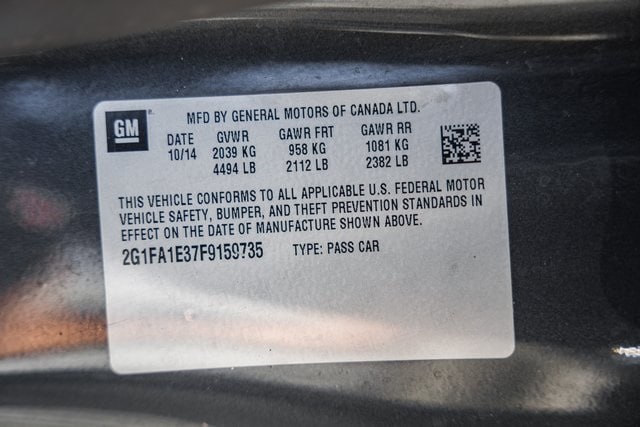 GM
MFD BY GENERAL MOTORS OF CANADA LTD.
DATE GVWR GAWR FRT GAWR RR
10/14 2039 KG 958 KG 1081 KG
4494 LB 2112 LB 2382 LB
THIS VEHICLE CONFORMS TO ALL APPLICABLE U.S. FEDERAL MOTOR
VEHICLE SAFETY, BUMPER, AND THEFT PREVENTION STANDARDS IN
EFFECT ON THE DATE OF MANUFACTURE SHOWN ABOVE.
2G1FA1E37F9159735 TYPE: PASS CAR